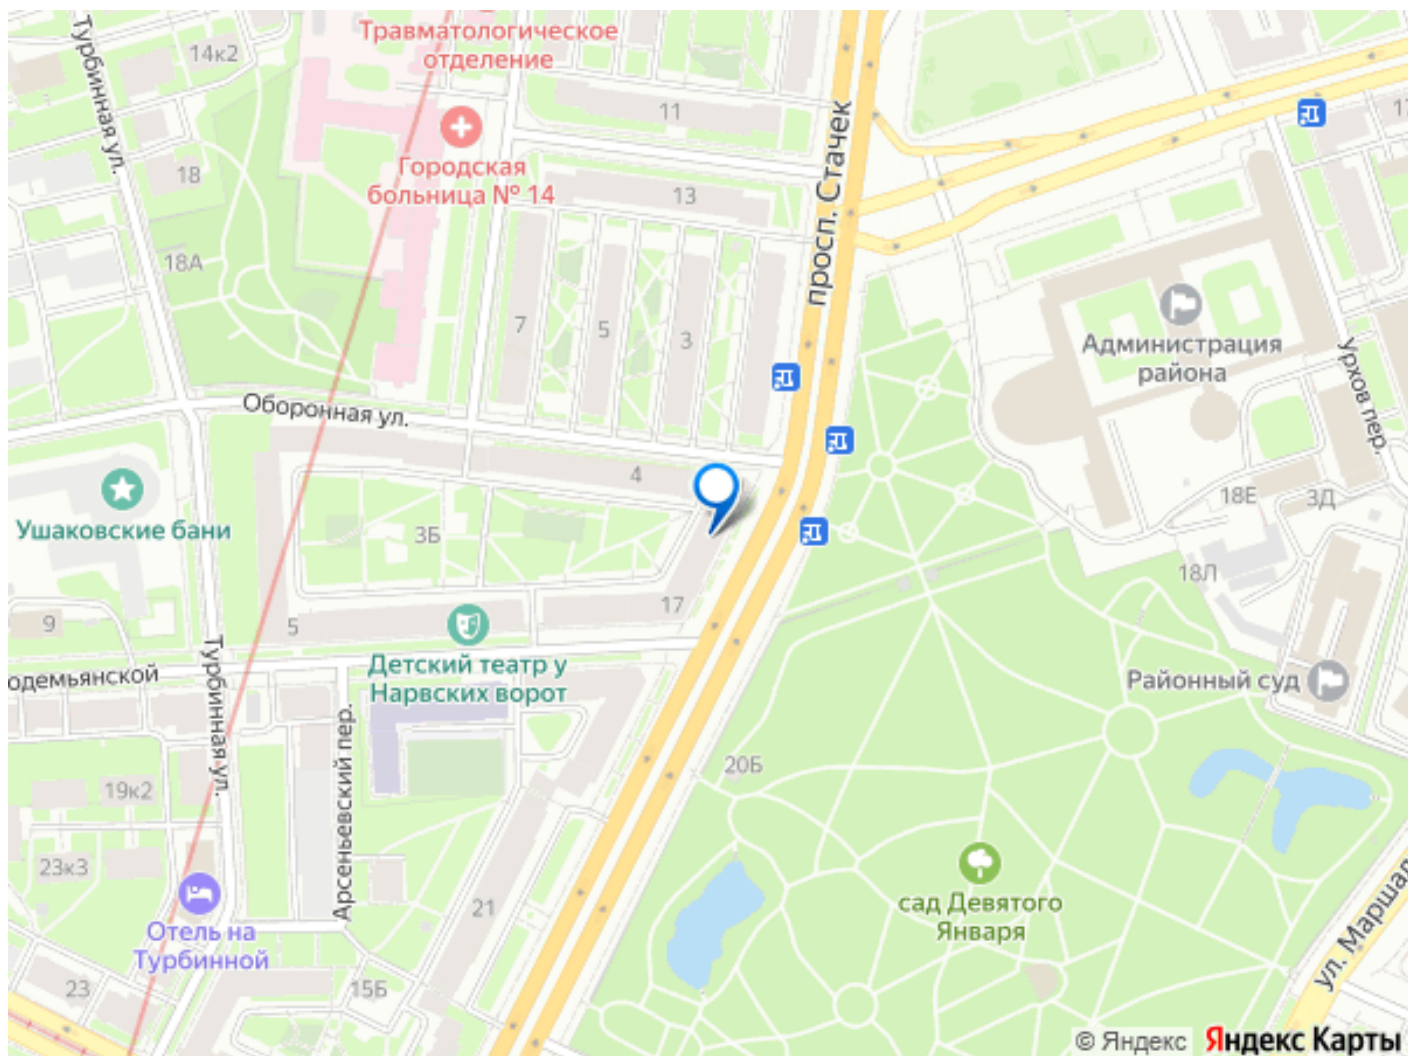 Травматологическое
отделение
14к2
Турбинная ул.
11
просп. Стачек
17
Городская
больница № 14
18
13
18А
7
5
3
Администрация
района
Урхов пер.
Оборонная ул.
4
18Е
3Д
Ушаковские бани
3Б
18Л
17
9
5
Турбинная ул.
Детский театр у
Нарвских ворот
одемьянской
Районный суд
Арсеньевский пер.
20Б
19к2
23к3
21
сад Девятого
Января
ул. Маршал
Отель на
Турбинной
23
15Б
© Яндекс Яндекс Карты